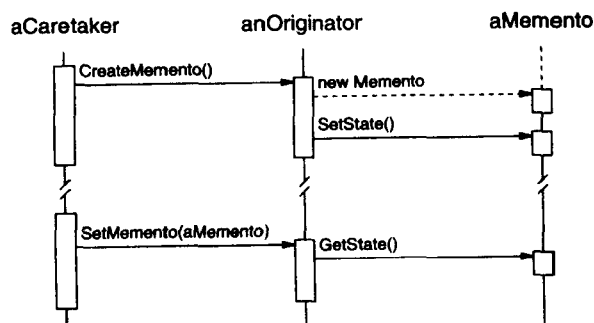 aCaretaker
anOriginator
aMemento
CreateMemento()
new Memento
SetState()
SetMemento(aMemento)
GetState()